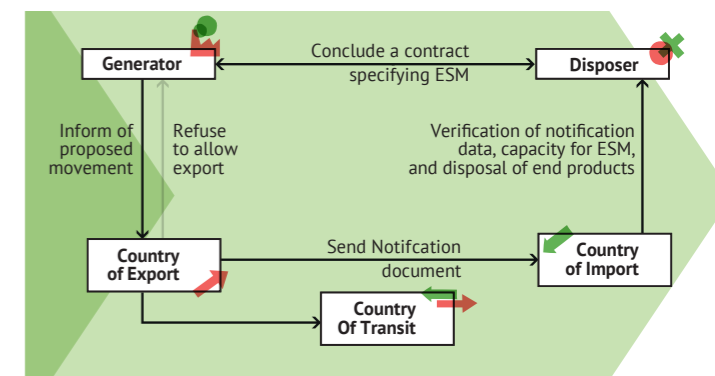 Generator
Conclude a contract
specifying ESM
Disposer
Inform of
proposed
movement
Refuse
to allow
export
Verification of notification
data, capacity for ESM,
and disposal of end products
Country
of Export
Send Notifcation
document
Country
of Import
Country
Of Transit